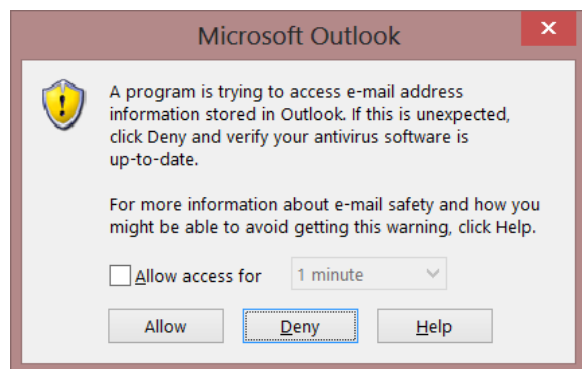 Microsoft Outlook
A program is trying to access e-mail address
information stored in Outlook. If this is unexpected,
click Deny and verify your antivirus software is
up-to-date.
For more information about e-mail safety and how you
might be able to avoid getting this warning, click Help.
Allow access for 1 minute
Allow Deny Help